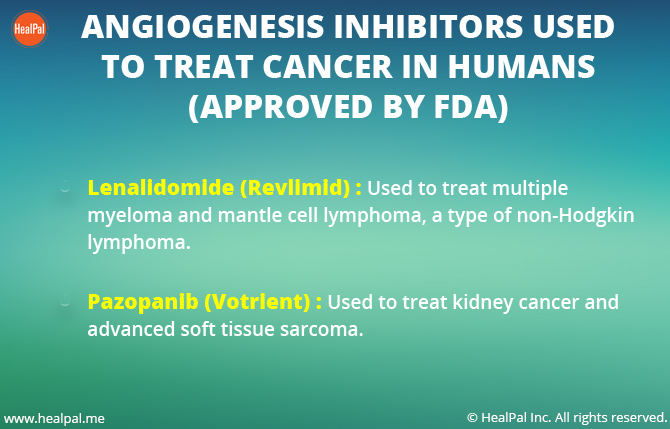 HealPal
ANGIOGENESIS INHIBITORS USED
TO TREAT CANCER IN HUMANS
(APPROVED BY FDA)
Lenalidomide (Revlimid) : Used to treat multiple
myeloma and mantle cell lymphoma, a type of non-Hodgkin
lymphoma.
Pazopanib (Votrient) : Used to treat kidney cancer and
advanced soft tissue sarcoma.
www.healpal.me
© HealPal Inc. All rights reserved.